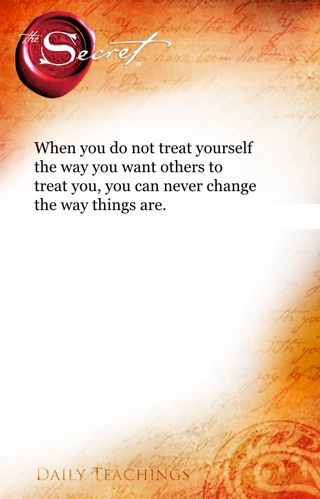 the Secret™
When you do not treat yourself
the way you want others to
treat you, you can never change
the way things are.
DAILY TEACHINGS